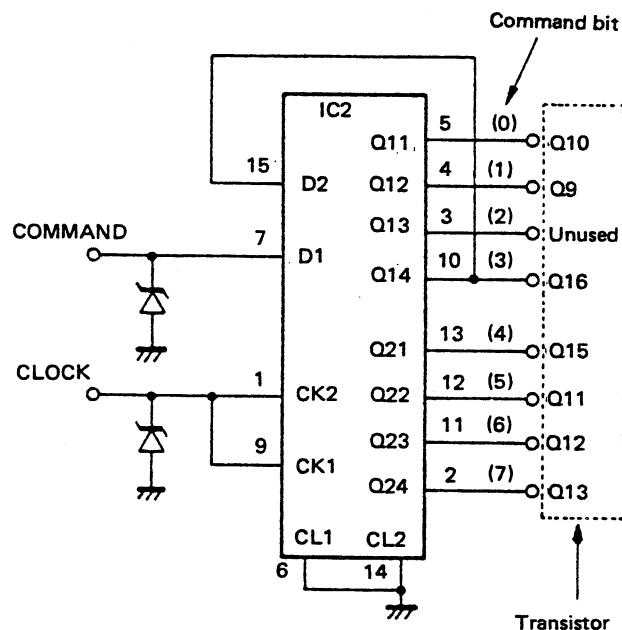 Command bit
IC2
Q11 5 (0) Q10
15 D2 Q12 4 (1) Q9
COMMAND 7 D1 Q13 3 (2) Unused
Q14 10 (3) Q16
Q21 13 (4) Q15
CLOCK 1 CK2 Q22 12 (5) Q11
9 CK1 Q23 11 (6) Q12
Q24 2 (7) Q13
CL1 CL2
6 14
Transistor